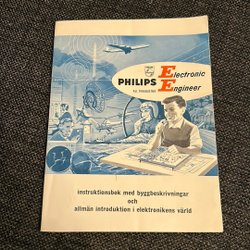 PHILIPS
Electronic
Engineer
instruktionsbok med byggbeskrivningar
och
allmän introduktion i elektronikens värld